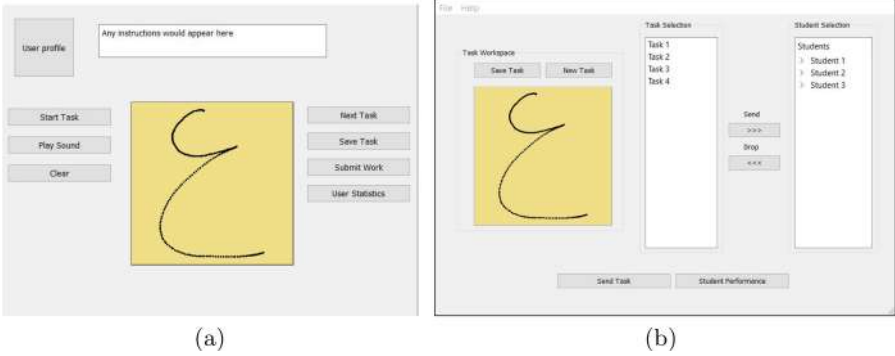 User profile
Any instructions would appear here
Start Task
Play Sound
Clear
ع
Next Task
Save Task
Submit Work
User Statistics
(a)
File Help
Task Workspace
Save Task New Task
ع
Task Selection
Task 1
Task 2
Task 3
Task 4
Send
>>>
Drop
<<<
Student Selection
Students
> Student 1
> Student 2
> Student 3
Send Task Student Performance
(b)